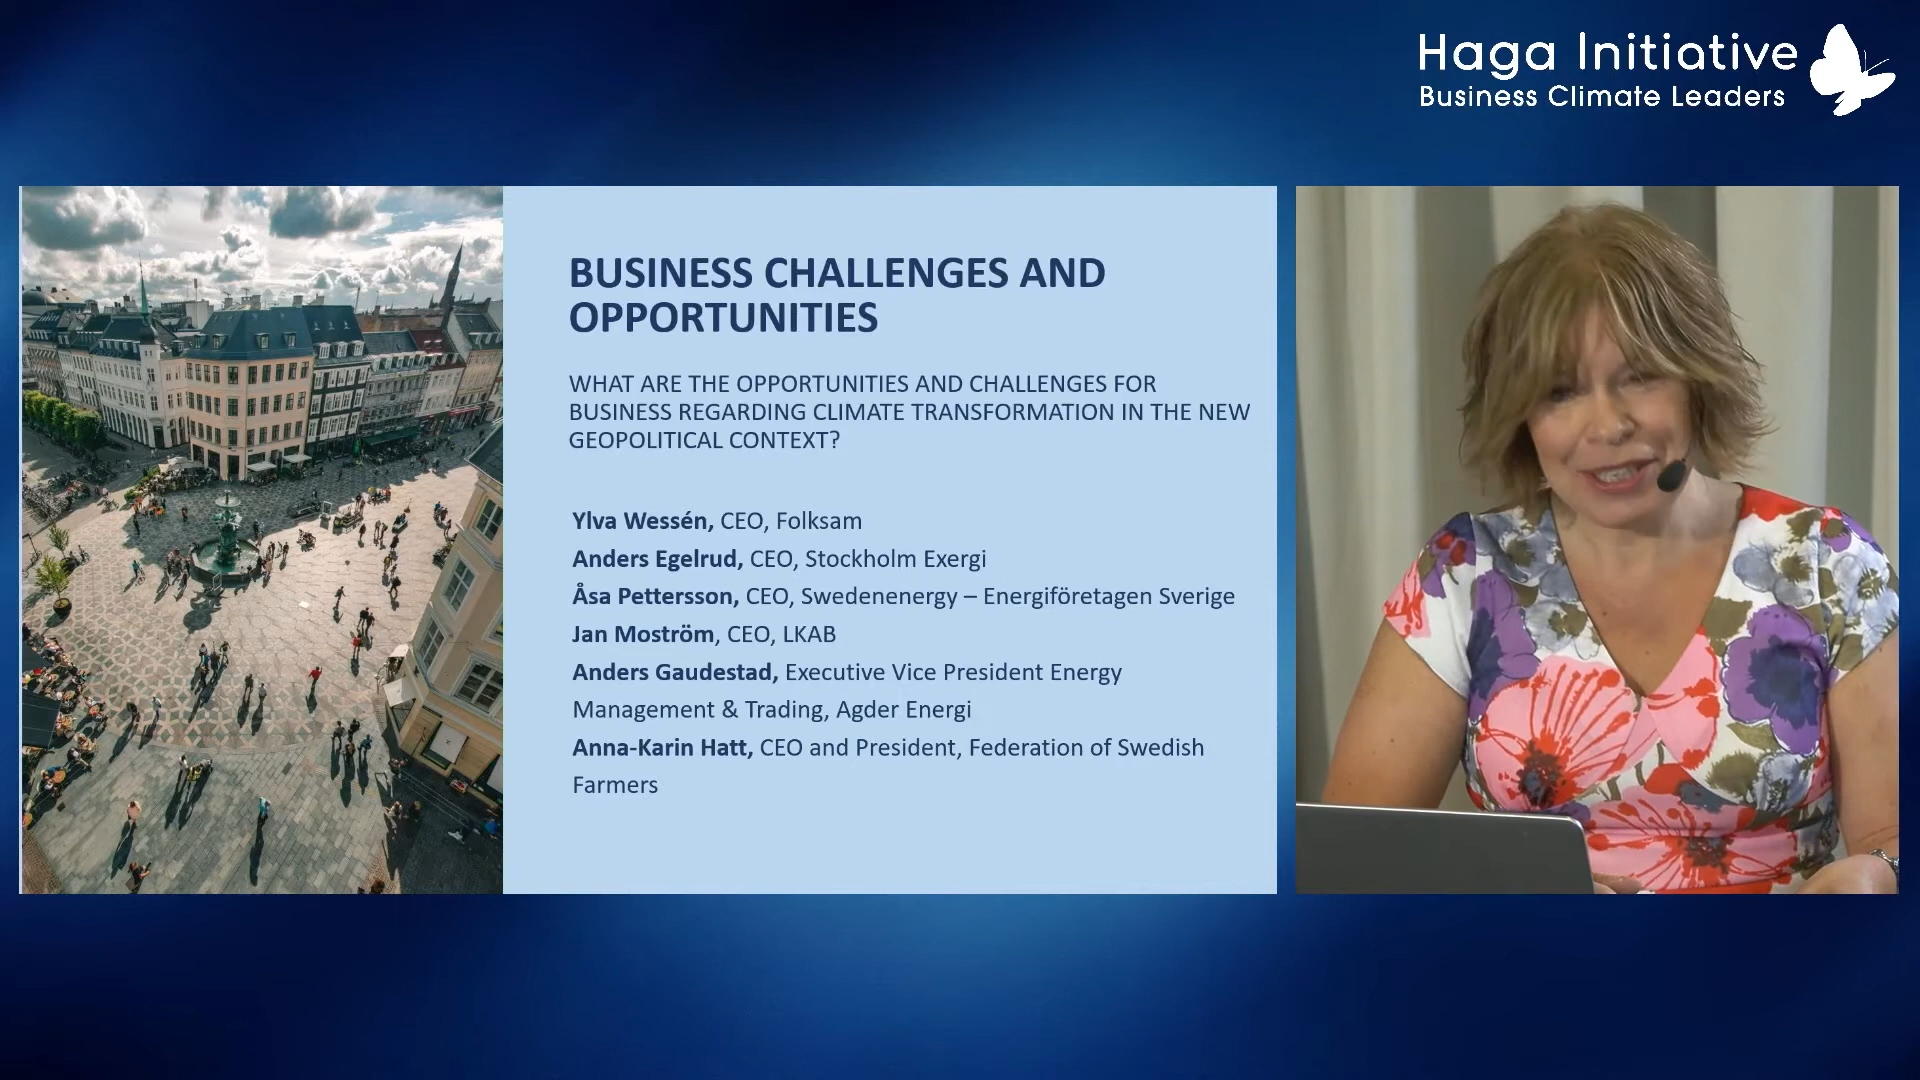 Haga Initiative
Business Climate Leaders
BUSINESS CHALLENGES AND
OPPORTUNITIES
WHAT ARE THE OPPORTUNITIES AND CHALLENGES FOR
BUSINESS REGARDING CLIMATE TRANSFORMATION IN THE NEW
GEOPOLITICAL CONTEXT?
Ylva Wessén, CEO, Folksam
Anders Egelrud, CEO, Stockholm Exergi
Åsa Pettersson, CEO, Swedenenergy – Energiföretagen Sverige
Jan Moström, CEO, LKAB
Anders Gaudestad, Executive Vice President Energy
Management & Trading, Agder Energi
Anna-Karin Hatt, CEO and President, Federation of Swedish
Farmers